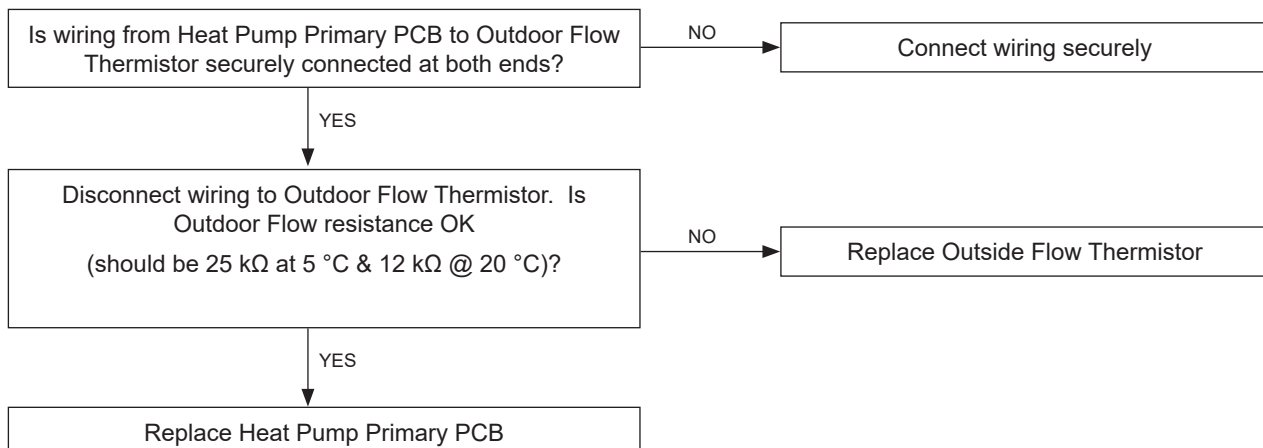 Is wiring from Heat Pump Primary PCB to Outdoor Flow
Thermistor securely connected at both ends?
NO
Connect wiring securely
YES
Disconnect wiring to Outdoor Flow Thermistor.  Is
Outdoor Flow resistance OK
(should be 25 kΩ at 5 °C & 12 kΩ @ 20 °C)?
NO
Replace Outside Flow Thermistor
YES
Replace Heat Pump Primary PCB